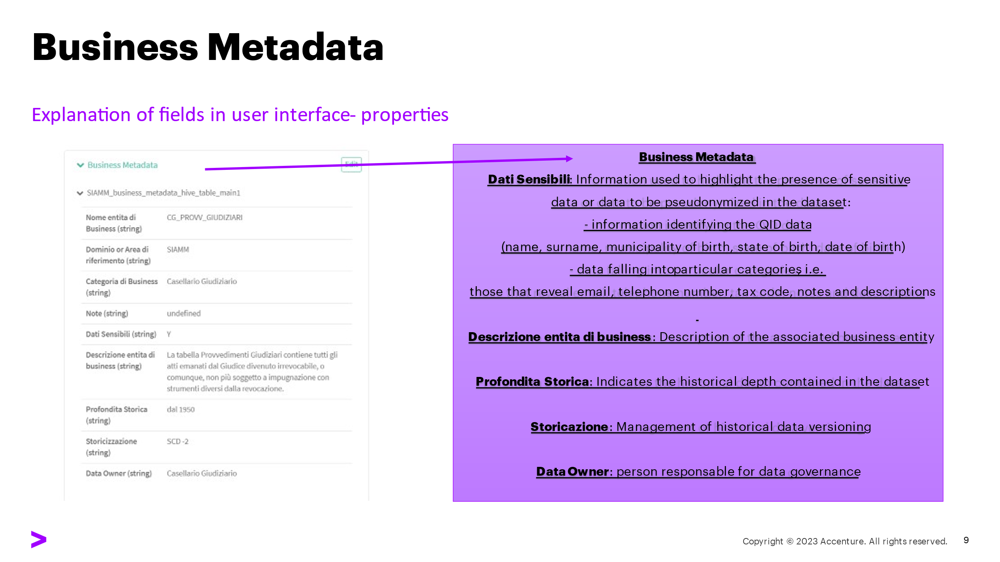 Business Metadata
Explanation of fields in user interface- properties
Business Metadata
Edit
SIAMM_business_metadata_hive_table_main1
Nome entita di
Business (string)
CG_PROVV_GIUDIZIARI
Dominio or Area di
riferimento (string)
SIAMM
Categoria di Business
(string)
Casellario Giudiziario
Note (string)
undefined
Dati Sensibili (string)
Y
Descrizione entita di
business (string)
La tabella Provvedimenti Giudiziari contiene tutti gli
atti emanati dal Giudice divenuto irrevocabile, o
comunque, non più soggetto a impugnazione con
strumenti diversi dalla revocazione.
Profondita Storica
(string)
dal 1950
Storicizzazione
(string)
SCD -2
Data Owner (string)
Casellario Giudiziario
Business Metadata
Dati Sensibili: Information used to highlight the presence of sensitive
data or data to be pseudonymized in the dataset:
- information identifying the QID data
(name, surname, municipality of birth, state of birth, date of birth)
- data falling into particular categories, i.e.
those that reveal email, telephone number, tax code, notes and descriptions
-
Descrizione entita di business: Description of the associated business entity
Profondita Storica: Indicates the historical depth contained in the dataset
Storicazione: Management of historical data versioning
Data Owner: person responsable for data governance
>
Copyright © 2023 Accenture. All rights reserved.
9